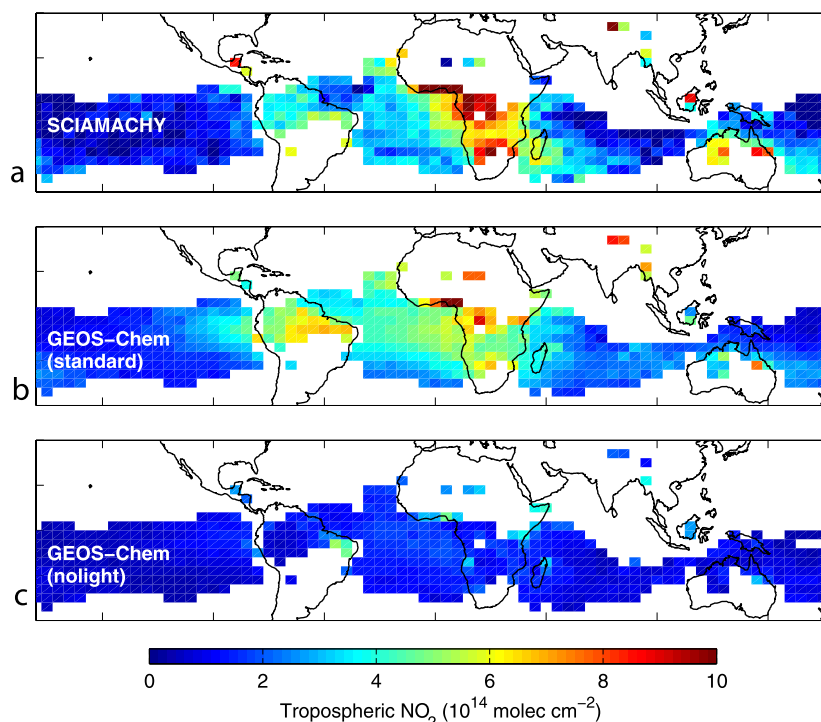 SCIAMACHY
a
GEOS-Chem
(standard)
b
GEOS-Chem
(nolight)
c
0 2 4 6 8 10
Tropospheric NO2 (10^14 molec cm^-2)